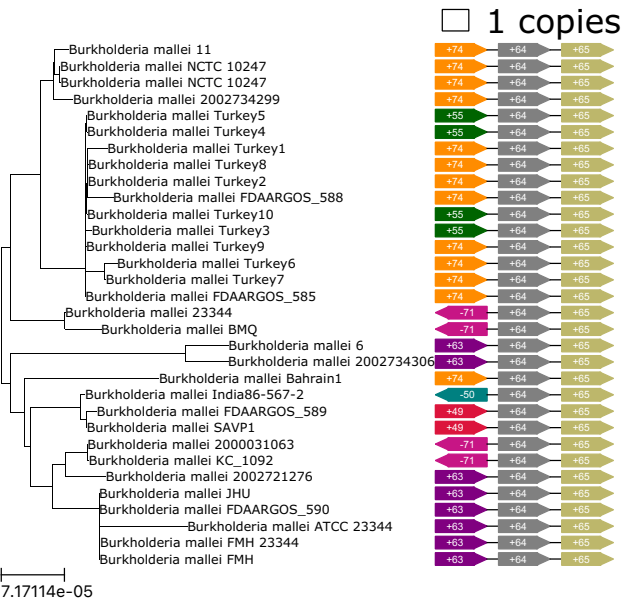 1 copies
Burkholderia mallei 11 +74 +64 +65
Burkholderia mallei NCTC 10247 +74 +64 +65
Burkholderia mallei NCTC 10247 +74 +64 +65
Burkholderia mallei 2002734299 +74 +64 +65
Burkholderia mallei Turkey5 +55 +64 +65
Burkholderia mallei Turkey4 +55 +64 +65
Burkholderia mallei Turkey1 +74 +64 +65
Burkholderia mallei Turkey8 +74 +64 +65
Burkholderia mallei Turkey2 +74 +64 +65
Burkholderia mallei FDAARGOS_588 +74 +64 +65
Burkholderia mallei Turkey10 +55 +64 +65
Burkholderia mallei Turkey3 +55 +64 +65
Burkholderia mallei Turkey9 +74 +64 +65
Burkholderia mallei Turkey6 +74 +64 +65
Burkholderia mallei Turkey7 +74 +64 +65
Burkholderia mallei FDAARGOS_585 +74 +64 +65
Burkholderia mallei 23344 -71 +64 +65
Burkholderia mallei BMQ -71 +64 +65
Burkholderia mallei 6 +63 +64 +65
Burkholderia mallei 2002734306 +63 +64 +65
Burkholderia mallei Bahrain1 +74 +64 +65
Burkholderia mallei India86-567-2 -50 +64 +65
Burkholderia mallei FDAARGOS_589 +49 +64 +65
Burkholderia mallei SAVP1 +49 +64 +65
Burkholderia mallei 2000031063 -71 +64 +65
Burkholderia mallei KC_1092 -71 +64 +65
Burkholderia mallei 2002721276 +63 +64 +65
Burkholderia mallei JHU +63 +64 +65
Burkholderia mallei FDAARGOS_590 +63 +64 +65
Burkholderia mallei ATCC 23344 +63 +64 +65
Burkholderia mallei FMH 23344 +63 +64 +65
Burkholderia mallei FMH +63 +64 +65
7.17114e-05